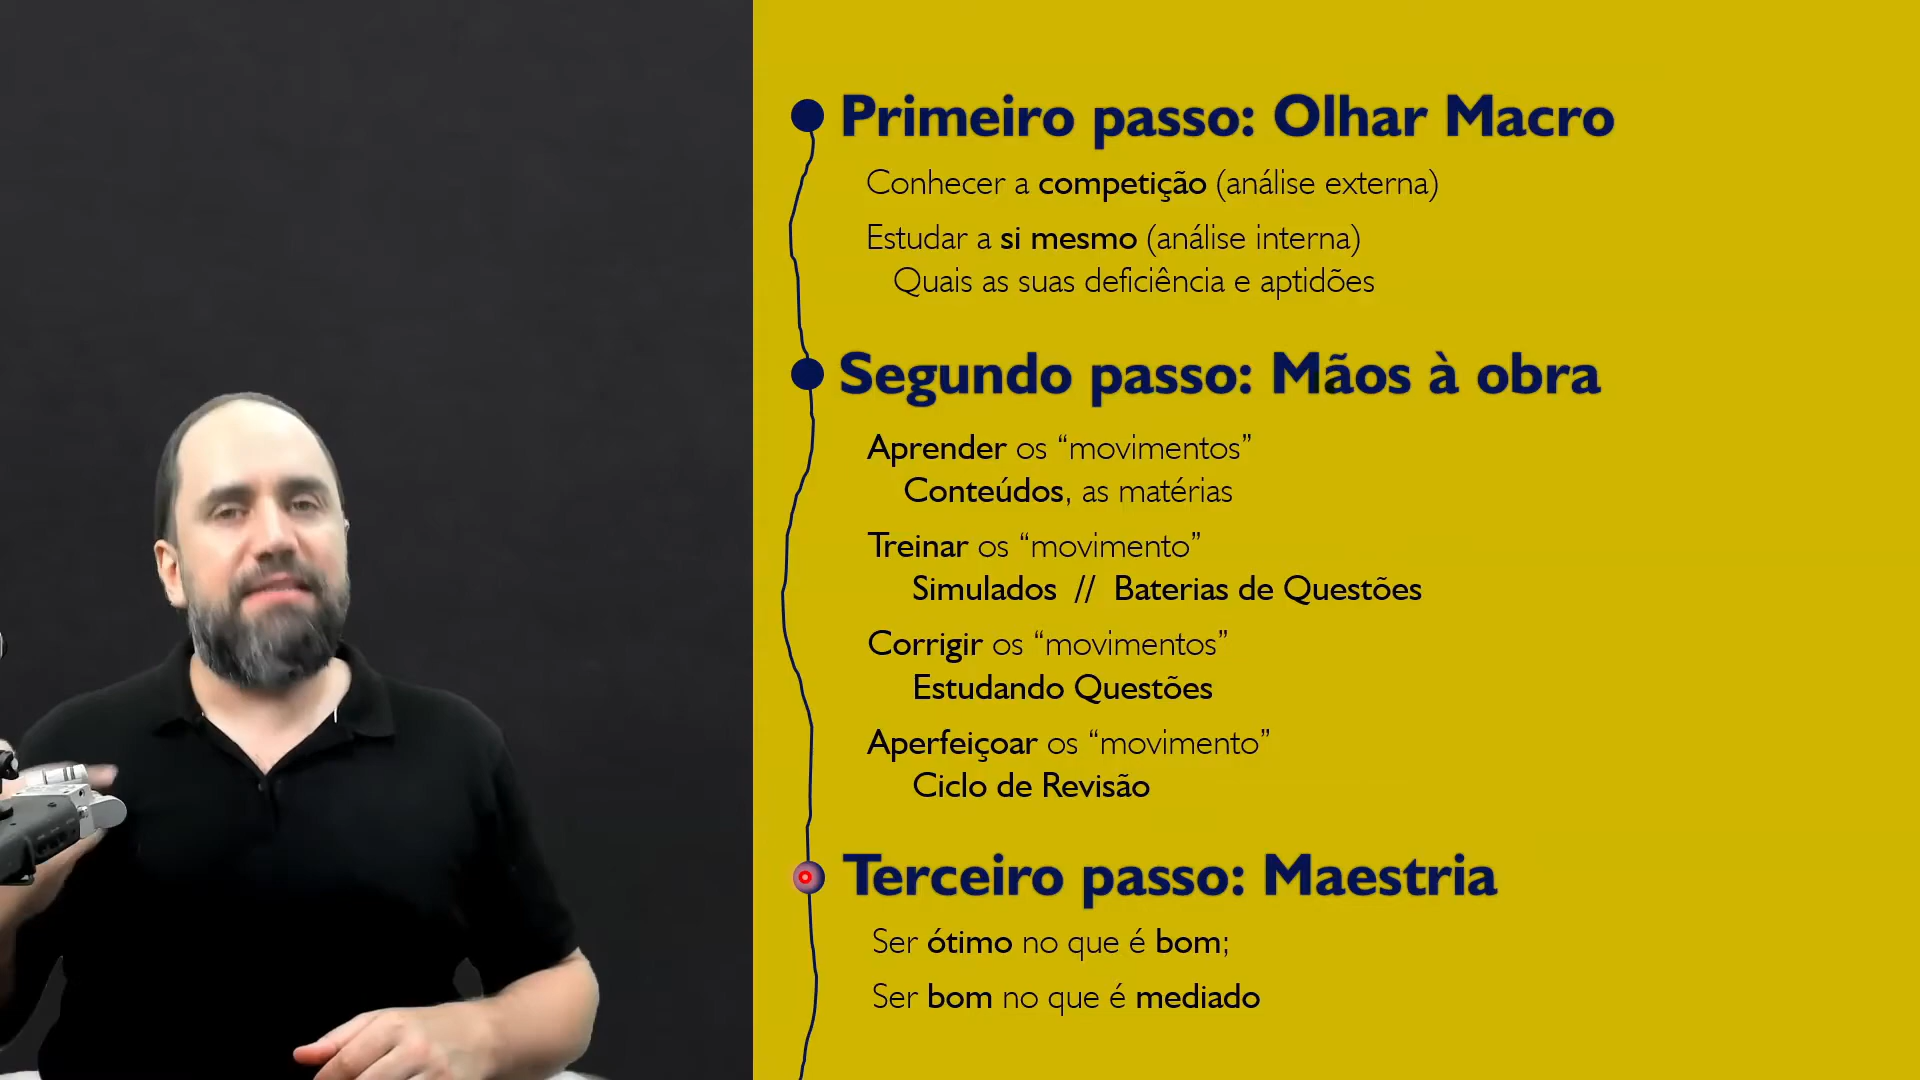 Primeiro passo: Olhar Macro
Conhecer a competição (análise externa)
Estudar a si mesmo (análise interna)
Quais as suas deficiência e aptidões
Segundo passo: Mãos à obra
Aprender os “movimentos”
Conteúdos, as matérias
Treinar os “movimento”
Simulados // Baterias de Questões
Corrigir os “movimentos”
Estudando Questões
Aperfeiçoar os “movimento”
Ciclo de Revisão
Terceiro passo: Maestria
Ser ótimo no que é bom;
Ser bom no que é mediado